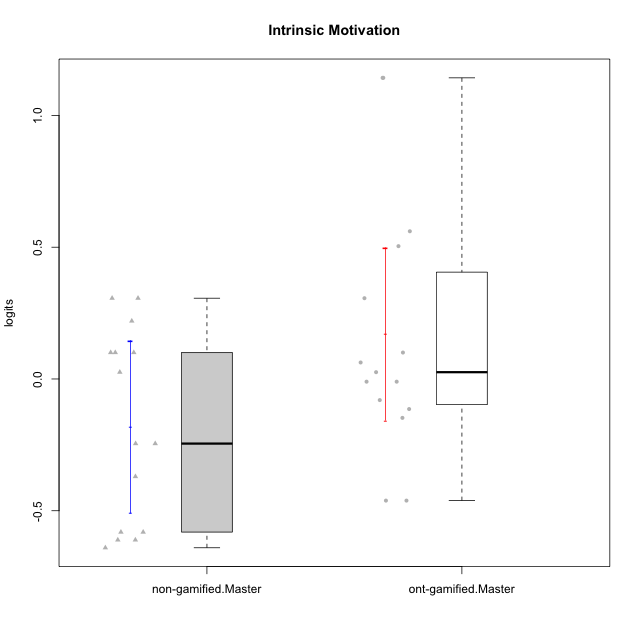 Intrinsic Motivation
logits
1.0
0.5
0.0
-0.5
non-gamified.Master
ont-gamified.Master